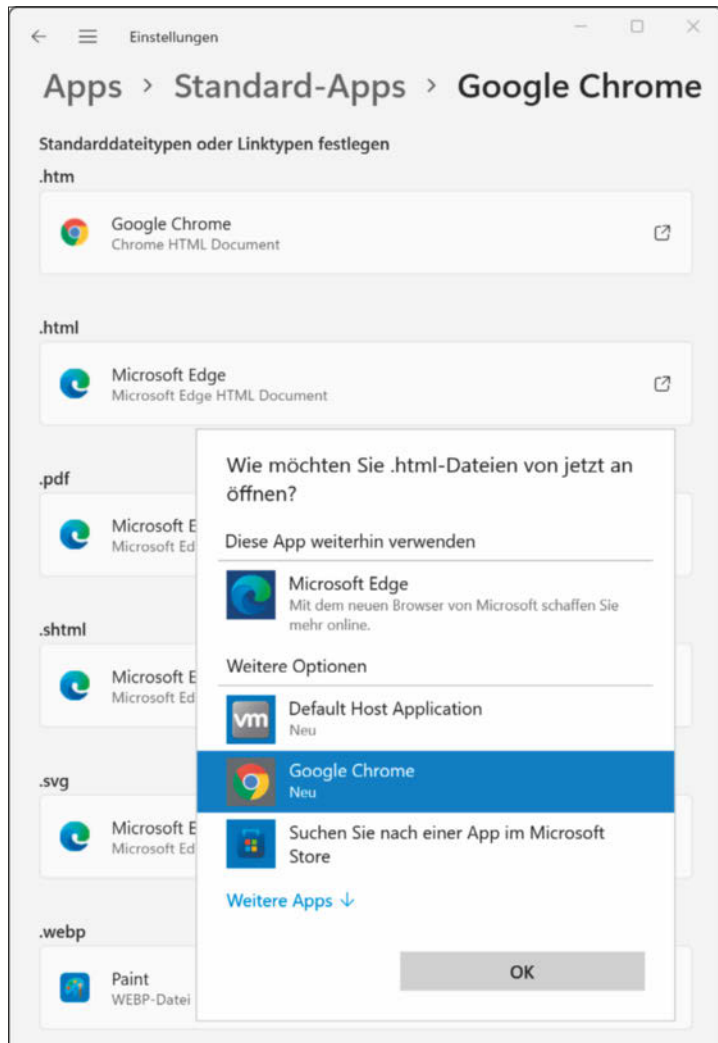 Einstellungen
Apps > Standard-Apps > Google Chrome
Standarddateitypen oder Linktypen festlegen
.htm
Google Chrome
Chrome HTML Document
.html
Microsoft Edge
Microsoft Edge HTML Document
.pdf
Microsoft E
Microsoft Ed
.shtml
Microsoft E
Microsoft Ed
.svg
Microsoft E
Microsoft Ed
.webp
Paint
WEBP-Datei
Wie möchten Sie .html-Dateien von jetzt an
öffnen?
Diese App weiterhin verwenden
Microsoft Edge
Mit dem neuen Browser von Microsoft schaffen Sie
mehr online.
Weitere Optionen
vm
Default Host Application
Neu
Google Chrome
Neu
Suchen Sie nach einer App im Microsoft
Store
Weitere Apps ↓
OK